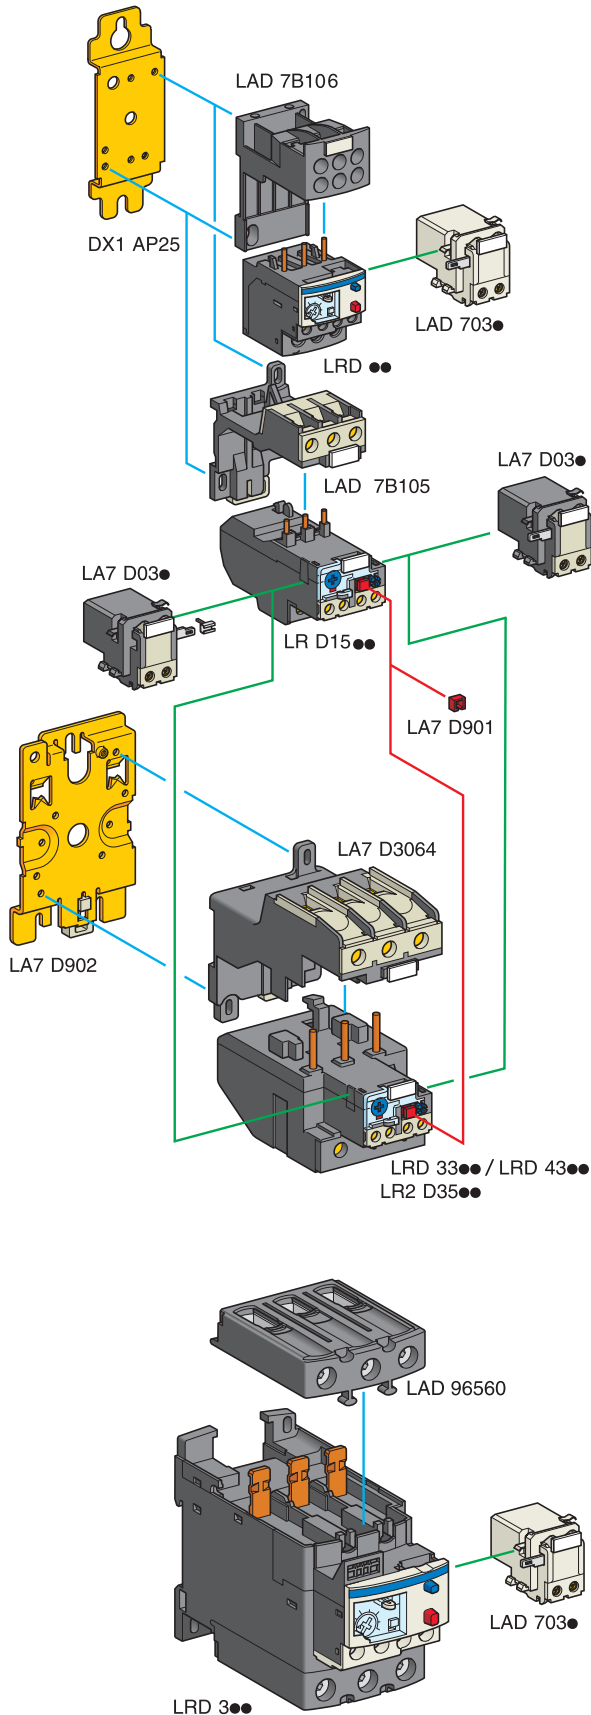 LAD 7B106
DX1 AP25
LAD 703●
LRD ●●
LAD 7B105
LA7 D03●
LA7 D03●
LR D15●●
LA7 D901
LA7 D3064
LA7 D902
LRD 33●● / LRD 43●●
LR2 D35●●
LAD 96560
LAD 703●
LRD 3●●